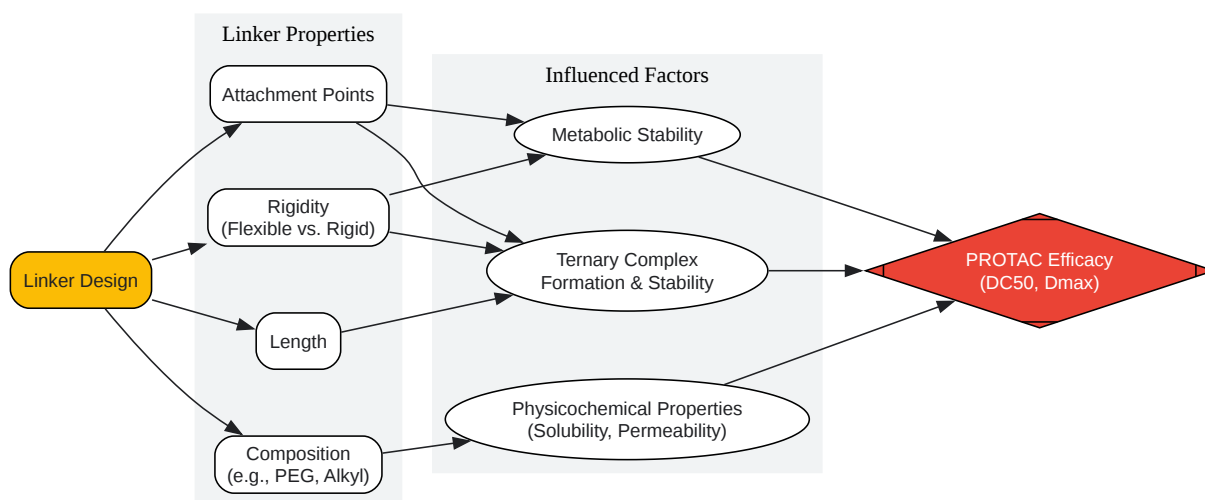 Linker Properties
Influenced Factors
Attachment Points
Metabolic Stability
Rigidity
(Flexible vs. Rigid)
Linker Design
Ternary Complex
Formation & Stability
PROTAC Efficacy
(DC50, Dmax)
Length
Physicochemical Properties
(Solubility, Permeability)
Composition
(e.g., PEG, Alkyl)